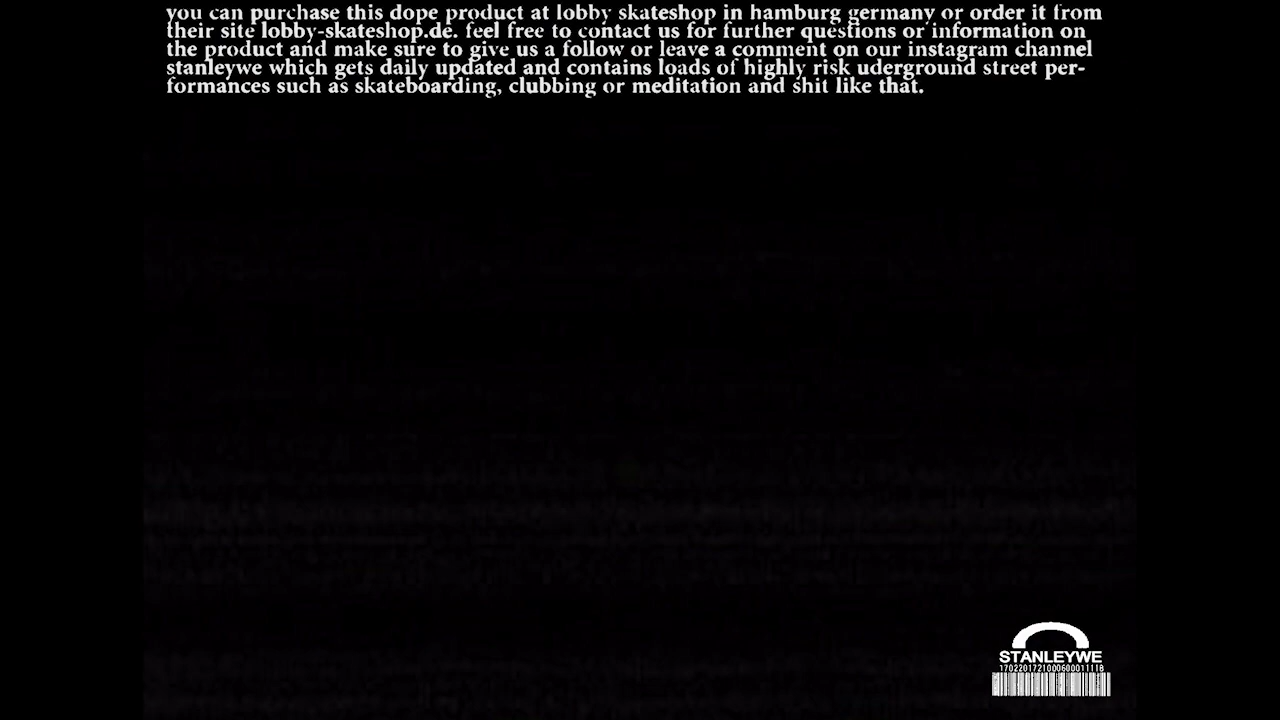 you can purchase this dope product at lobby skateshop in hamburg germany or order it from
their site lobby-skateshop.de. feel free to contact us for further questions or information on
the product and make sure to give us a follow or leave a comment on our instagram channel
stanleywe which gets daily updated and contains loads of highly risk uderground street per-
formances such as skateboarding, clubbing or meditation and shit like that.
STANLEYWE
1702201721000600011118